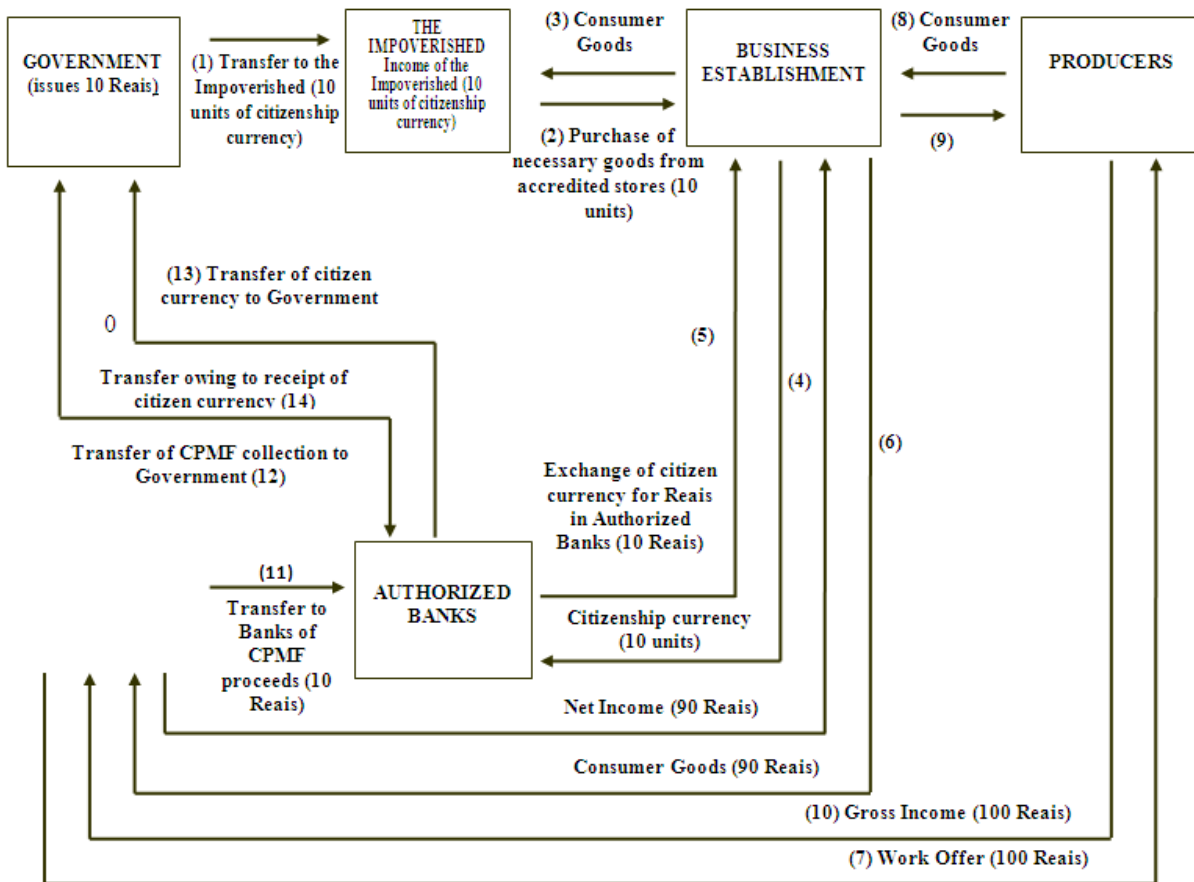 GOVERNMENT
(issues 10 Reais)
(1) Transfer to the
Impoverished (10
units of citizenship
currency)
THE
IMPOVERISHED
Income of the
Impoverished (10
units of citizenship
currency)
(3) Consumer
Goods
(2) Purchase of
necessary goods from
accredited stores (10
units)
BUSINESS
ESTABLISHMENT
(8) Consumer
Goods
(9)
PRODUCERS
(13) Transfer of citizen
currency to Government
()
Transfer owing to receipt of
citizen currency (14)
Transfer of CPMF collection to
Government (12)
(5)
(4)
(6)
Exchange of citizen
currency for Reais
in Authorized
Banks (10 Reais)
(11)
Transfer to
Banks of
CPMF
proceeds (10
Reais)
AUTHORIZED
BANKS
Citizenship currency
(10 units)
Net Income (90 Reais)
Consumer Goods (90 Reais)
(10) Gross Income (100 Reais)
(7) Work Offer (100 Reais)